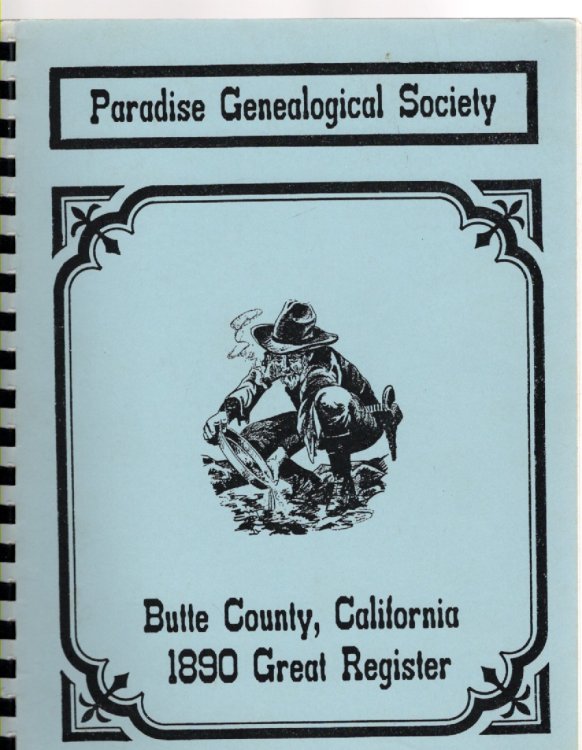 Paradise Genealogical Society
Butte County, California
1890 Great Register